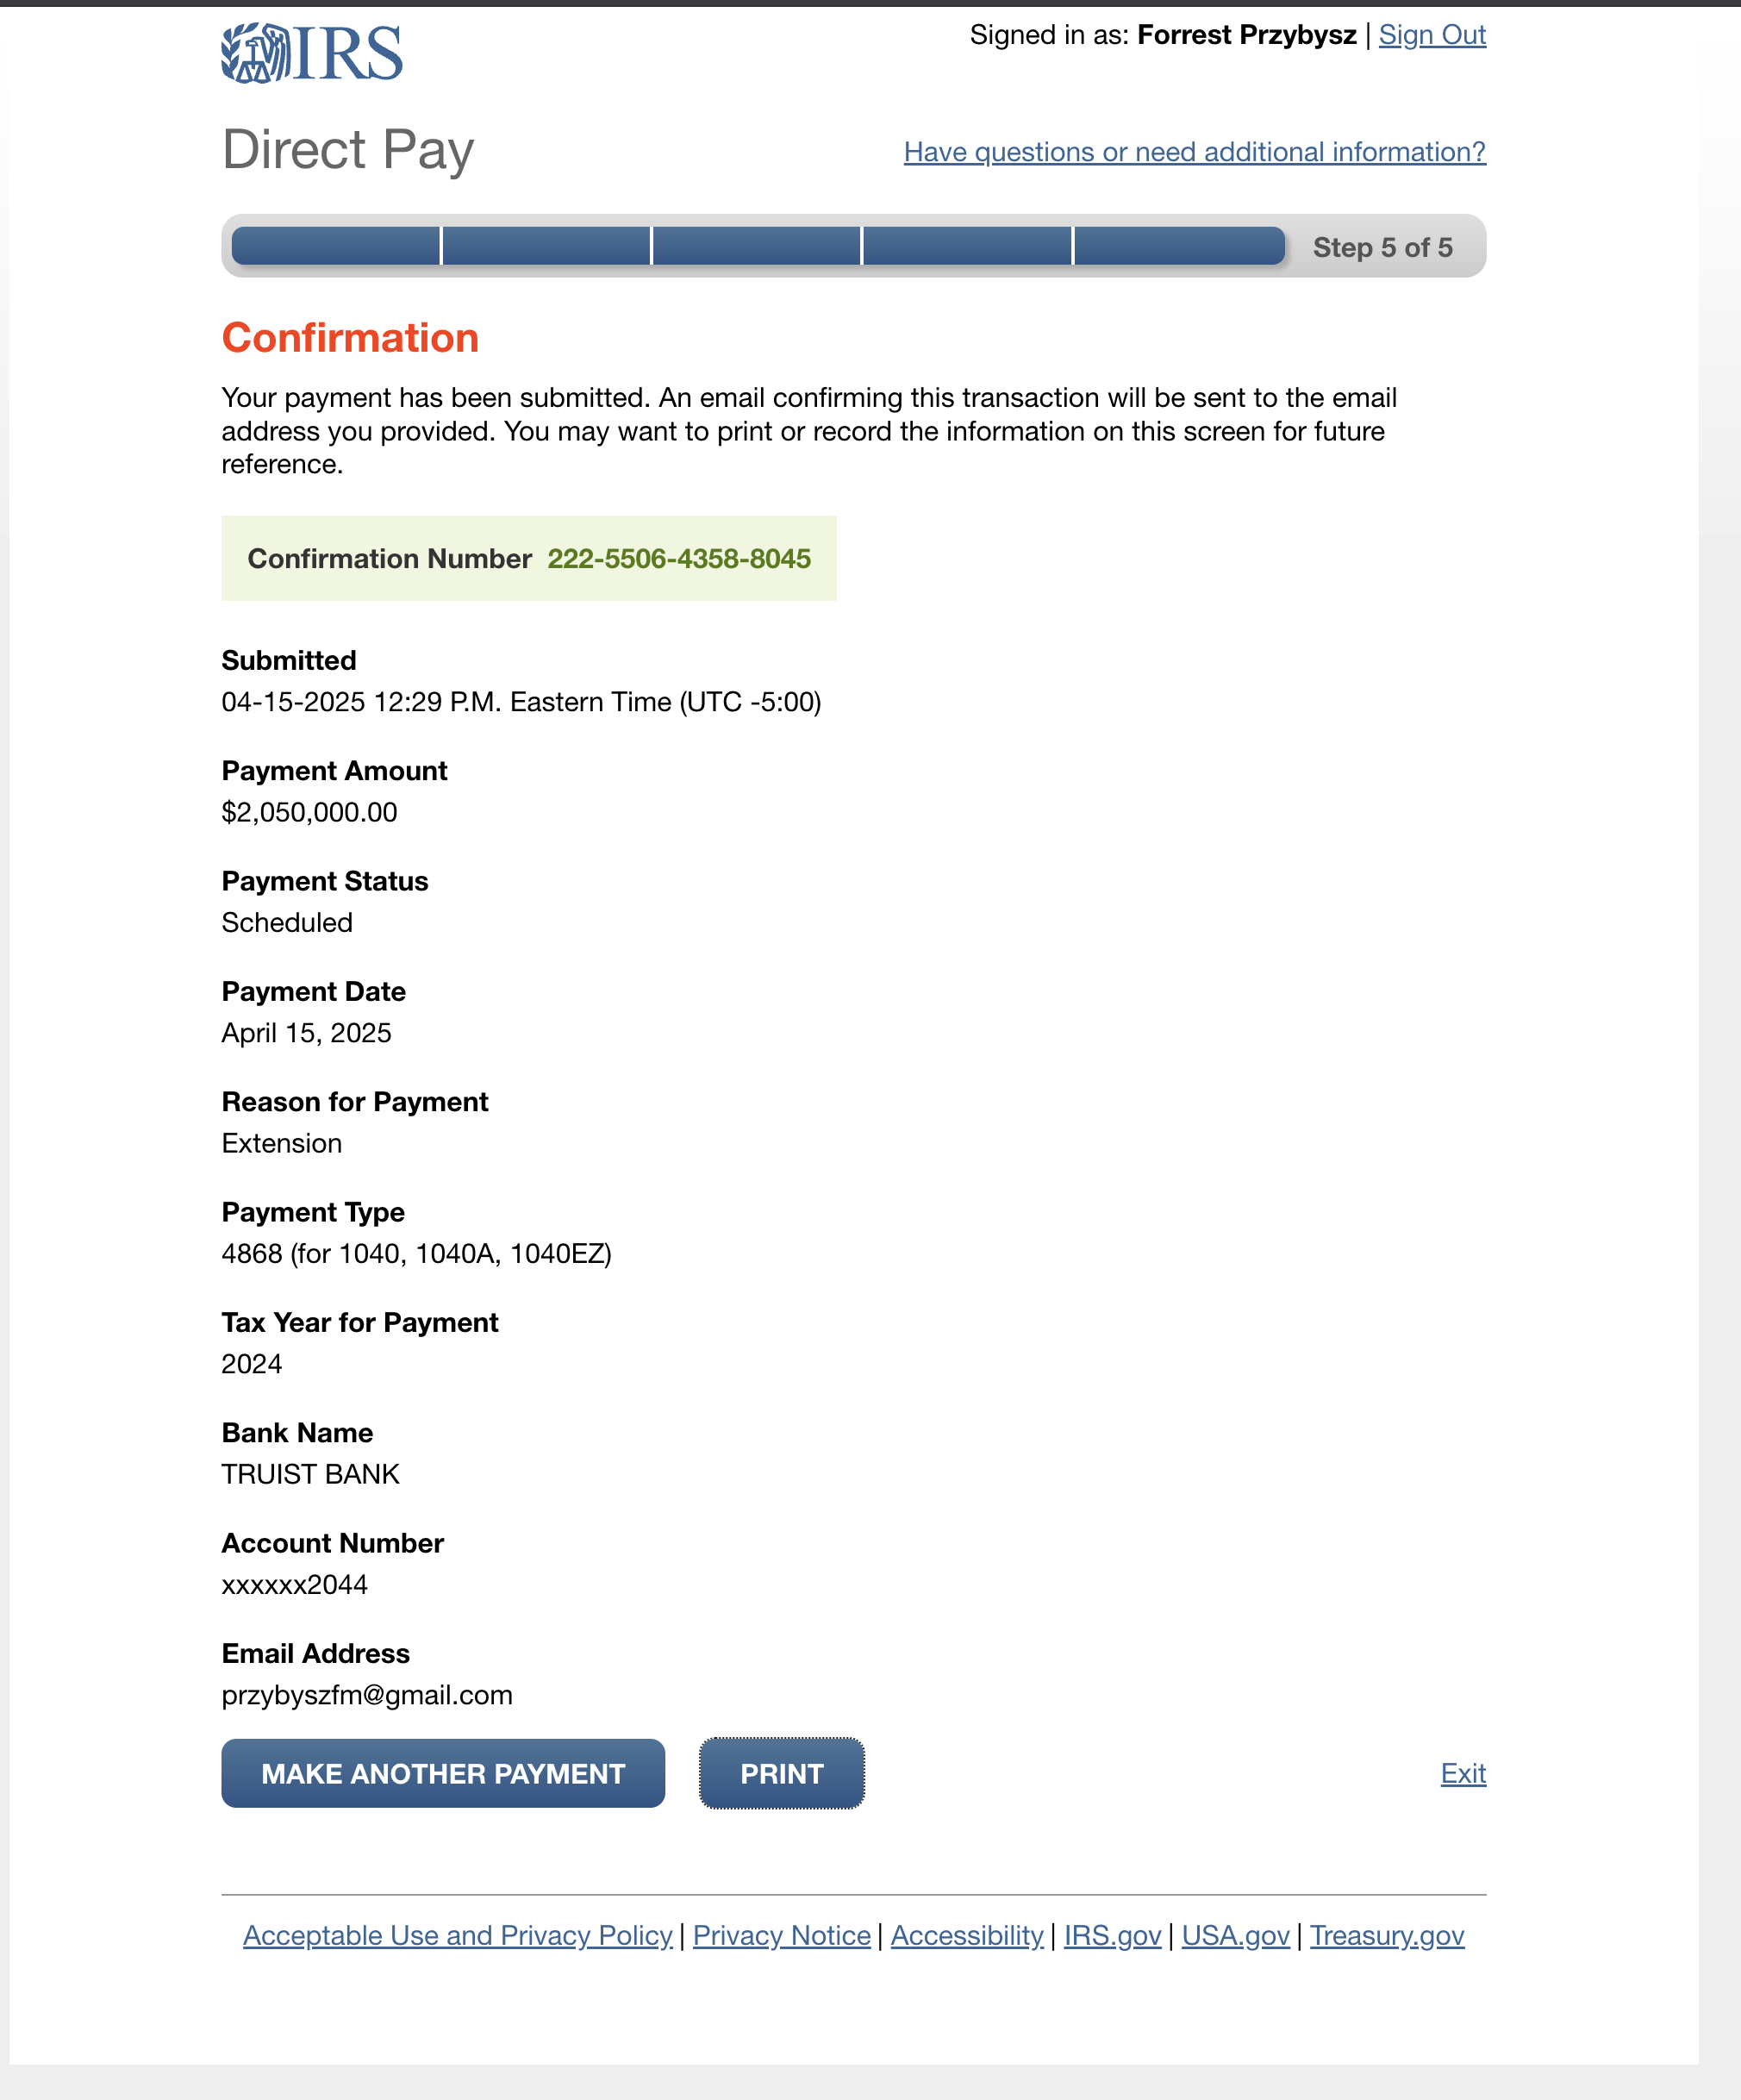 IRS
Signed in as: Forrest Przybysz | Sign Out
Direct Pay
Have questions or need additional information?
Step 5 of 5
Confirmation
Your payment has been submitted. An email confirming this transaction will be sent to the email
address you provided. You may want to print or record the information on this screen for future
reference.
Confirmation Number 222-5506-4358-8045
Submitted
04-15-2025 12:29 P.M. Eastern Time (UTC -5:00)
Payment Amount
$2,050,000.00
Payment Status
Scheduled
Payment Date
April 15, 2025
Reason for Payment
Extension
Payment Type
4868 (for 1040, 1040A, 1040EZ)
Tax Year for Payment
2024
Bank Name
TRUIST BANK
Account Number
xxxxxx2044
Email Address
przybyszfm@gmail.com
MAKE ANOTHER PAYMENT PRINT Exit
Acceptable Use and Privacy Policy | Privacy Notice | Accessibility | IRS.gov | USA.gov | Treasury.gov